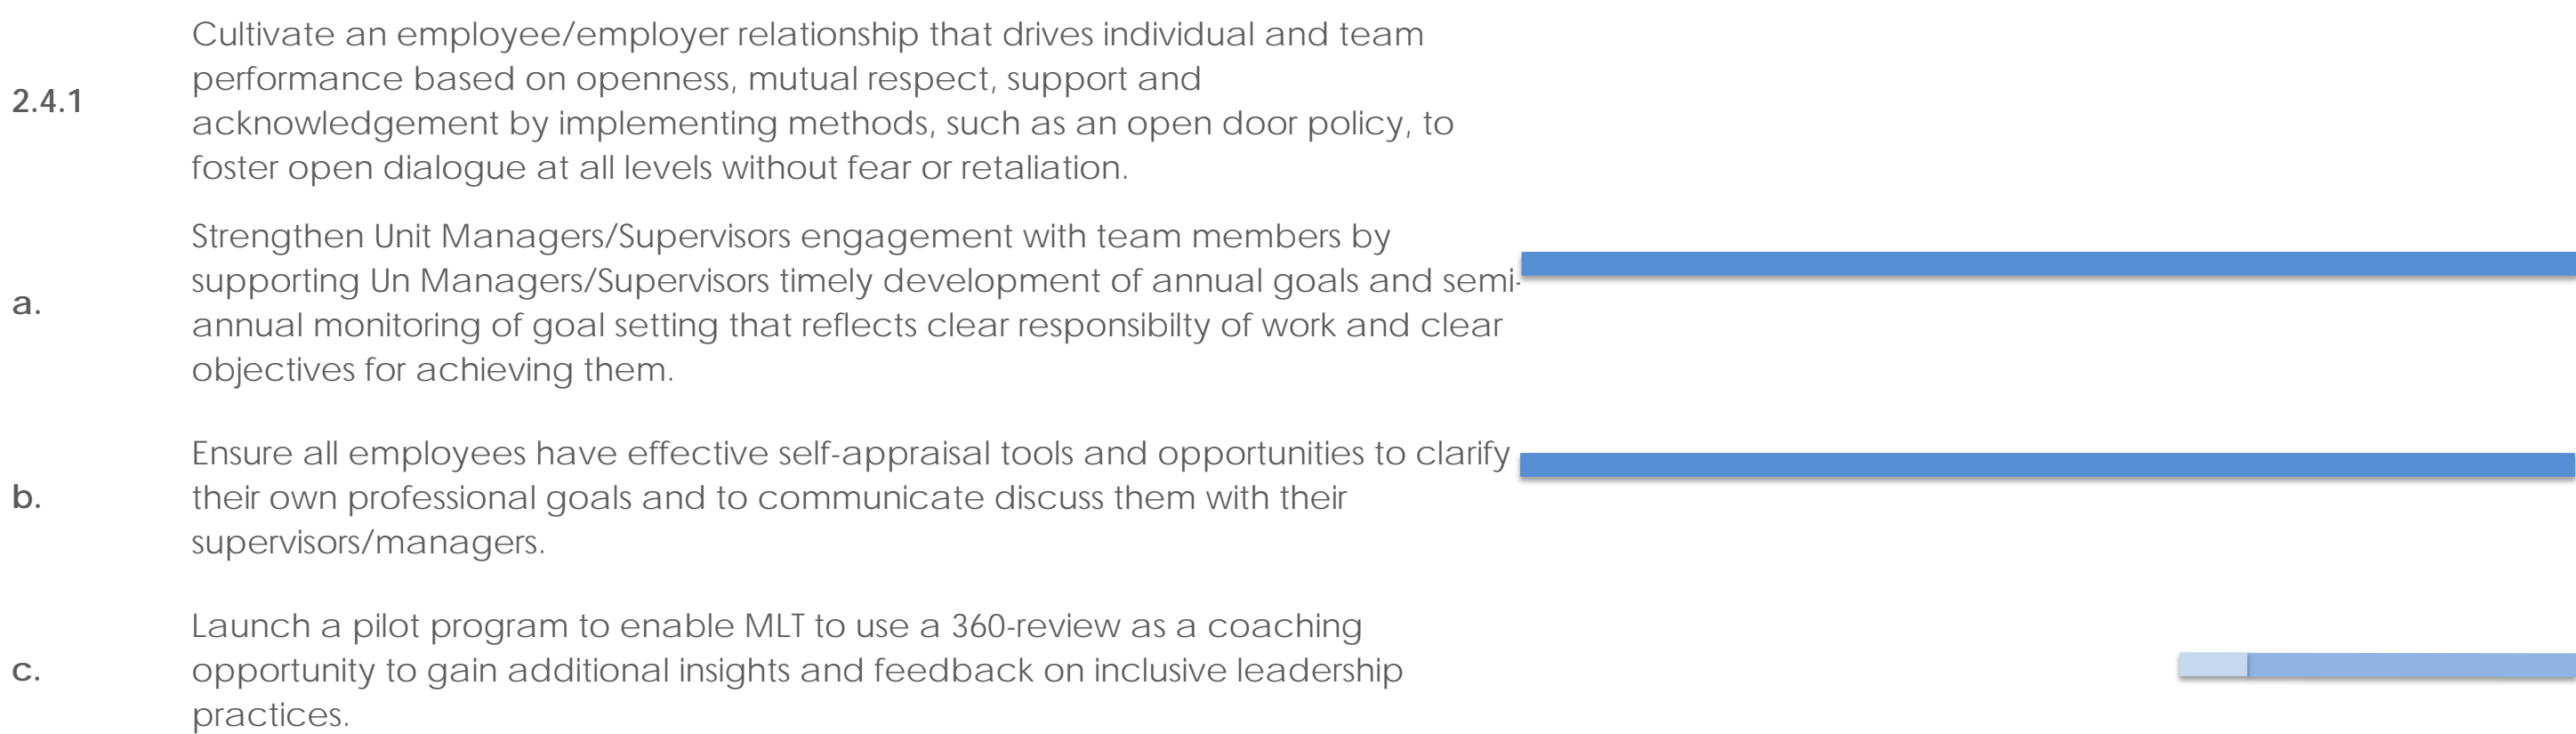 Cultivate an employee/employer relationship that drives individual and team
performance based on openness, mutual respect, support and
2.4.1
acknowledgement by implementing methods, such as an open door policy, to
foster open dialogue at all levels without fear or retaliation.
Strengthen Unit Managers/Supervisors engagement with team members by
supporting Un Managers/Supervisors timely development of annual goals and semi-
a.
annual monitoring of goal setting that reflects clear responsibilty of work and clear
objectives for achieving them.
Ensure all employees have effective self-appraisal tools and opportunities to clarify
b.
their own professional goals and to communicate discuss them with their
supervisors/managers.
Launch a pilot program to enable MLT to use a 360-review as a coaching
c.
opportunity to gain additional insights and feedback on inclusive leadership
practices.